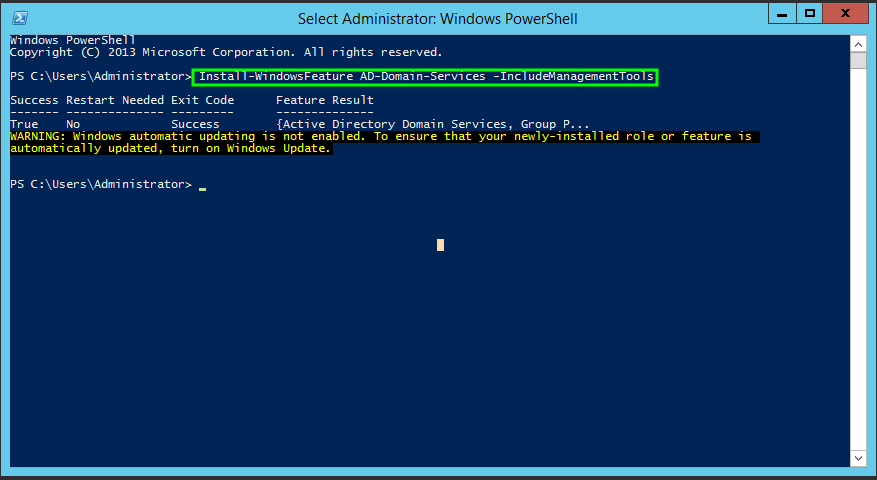 Select Administrator: Windows PowerShell
Windows PowerShell
Copyright (C) 2013 Microsoft Corporation. All rights reserved.
PS C:\Users\Administrator> Install-WindowsFeature AD-Domain-Services -IncludeManagementTools
Success Restart Needed Exit Code      Feature Result
------- -------------- ---------      --------------
True    No             Success        {Active Directory Domain Services, Group P...
WARNING: Windows automatic updating is not enabled. To ensure that your newly-installed role or feature is
automatically updated, turn on Windows Update.
PS C:\Users\Administrator> _